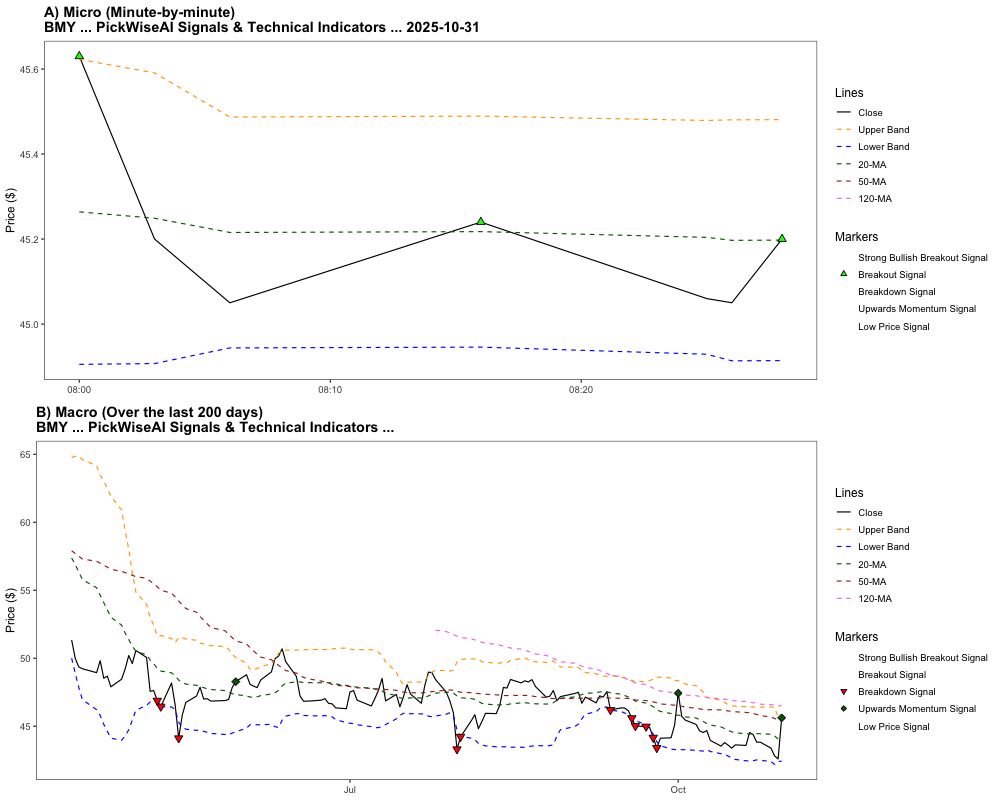 A) Micro (Minute-by-minute)
BMY ... PickWiseAI Signals & Technical Indicators ... 2025-10-31
Price ($)
45.6
45.4
45.2
45.0
08:00
08:10
08:20
Lines
Close
Upper Band
Lower Band
20-MA
50-MA
120-MA
Markers
Strong Bullish Breakout Signal
Breakout Signal
Breakdown Signal
Upwards Momentum Signal
Low Price Signal
B) Macro (Over the last 200 days)
BMY ... PickWiseAI Signals & Technical Indicators ...
Price ($)
65
60
55
50
45
Jul
Oct
Lines
Close
Upper Band
Lower Band
20-MA
50-MA
120-MA
Markers
Strong Bullish Breakout Signal
Breakout Signal
Breakdown Signal
Upwards Momentum Signal
Low Price Signal